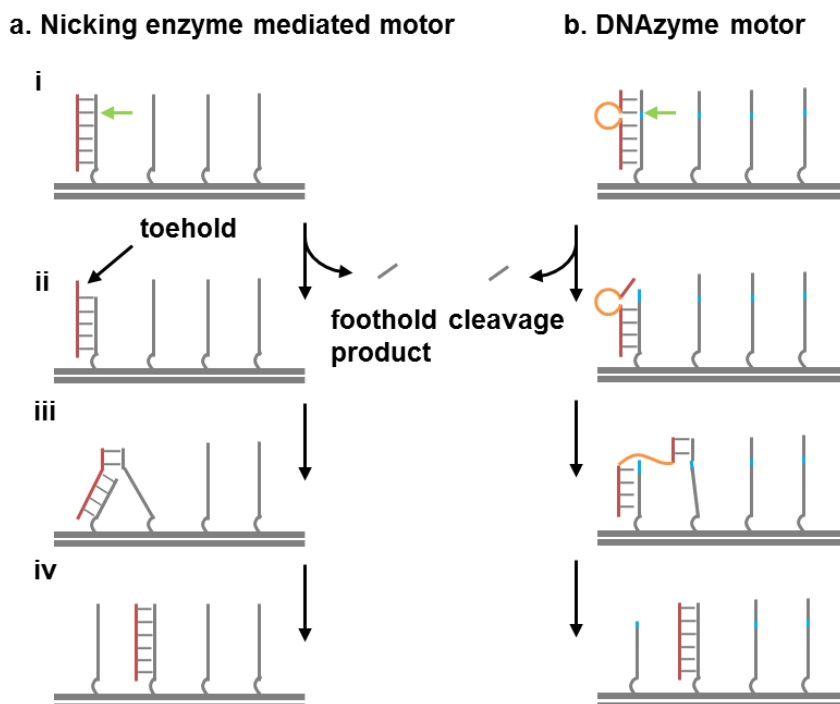 a. Nicking enzyme mediated motor
b. DNAzyme motor
i
toehold
ii
foothold cleavage
product
iii
iv